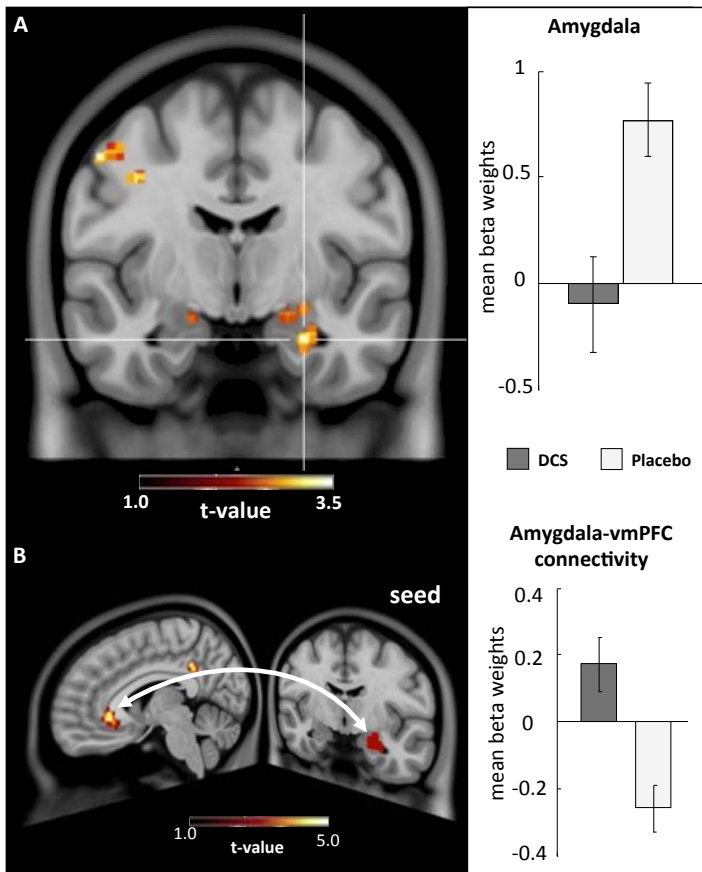 A
1.0
3.5
t-value
Amygdala
mean beta weights
1
0.5
0
-0.5
DCS
Placebo
B
seed
1.0
5.0
t-value
Amygdala-vmPFC
connectivity
mean beta weights
0.4
0.2
0
-0.2
-0.4